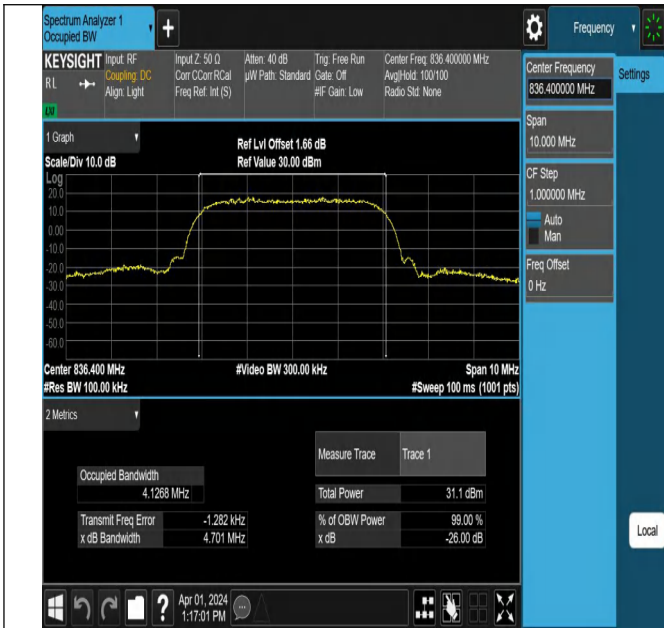 Spectrum Analyzer 1
Occupied BW
Frequency
KEYSIGHT
RL
LXI
Input: RF
Coupling: DC
Align: Light
Input Z: 50 Ω
Corr CCorr RCal
Freq Ref: Int (S)
Atten: 40 dB
µW Path: Standard
Trig: Free Run
Gate: Off
#IF Gain: Low
Center Freq: 836.400000 MHz
Avg|Hold: 100/100
Radio Std: None
Center Frequency
836.400000 MHz
Settings
Span
10.000 MHz
CF Step
1.000000 MHz
Auto
Man
Freq Offset
0 Hz
1 Graph
Scale/Div 10.0 dB
Ref Lvl Offset 1.66 dB
Ref Value 30.00 dBm
Log
20.0
10.0
0.00
-10.0
-20.0
-30.0
-40.0
-50.0
-60.0
Center 836.400 MHz
#Video BW 300.00 kHz
Span 10 MHz
#Res BW 100.00 kHz
#Sweep 100 ms (1001 pts)
2 Metrics
Measure Trace
Trace 1
Occupied Bandwidth
4.1268 MHz
Total Power
31.1 dBm
Transmit Freq Error
-1.282 kHz
% of OBW Power
99.00 %
x dB Bandwidth
4.701 MHz
x dB
-26.00 dB
Local
?
Apr 01, 2024
1:17:01 PM